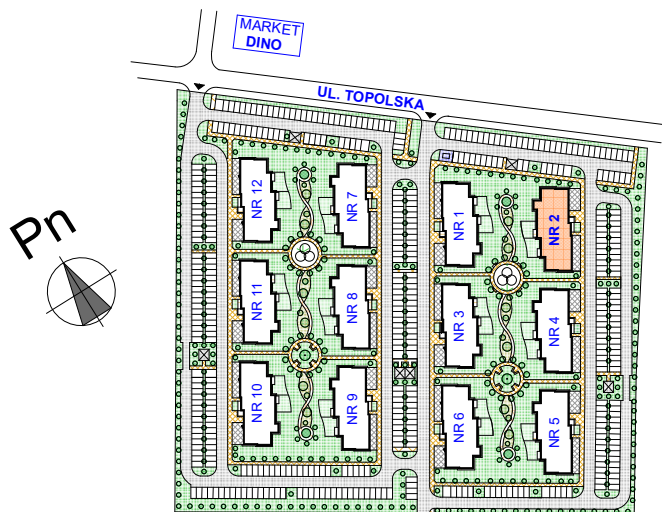 MARKET
DINO
UL. TOPOLSKA
Pn
NR 12
NR 7
NR 1
NR 2
NR 11
NR 8
NR 3
NR 4
NR 10
NR 9
NR 6
NR 5